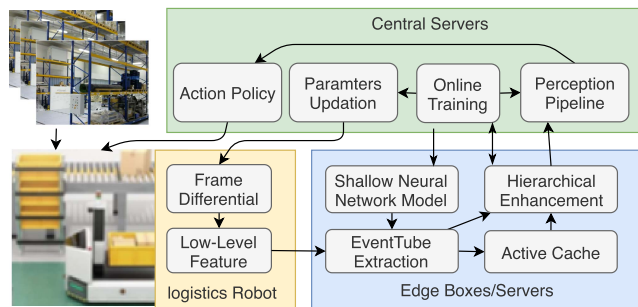 Central Servers
Action Policy
Paramters
Updation
Online
Training
Perception
Pipeline
Frame
Differential
Low-Level
Feature
logistics Robot
Shallow Neural
Network Model
Hierarchical
Enhancement
EventTube
Extraction
Active Cache
Edge Boxes/Servers